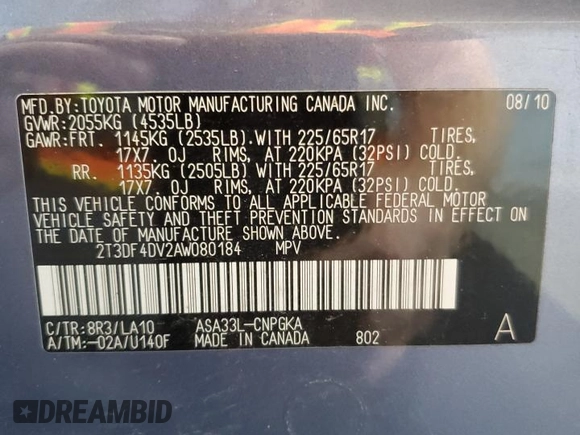 MFD.BY:TOYOTA MOTOR MANUFACTURING CANADA INC. 08/10
GVWR:2055KG (4535LB)
GAWR:FRT. 1145KG (2535LB).WITH 225/65R17 TIRES,
17X7. 0J RIMS, AT 220KPA (32PSI) COLD.
RR. 1135KG (2505LB).WITH 225/65R17 TIRES,
17X7. 0J RIMS, AT 220KPA (32PSI) COLD.
THIS VEHICLE CONFORMS TO ALL APPLICABLE FEDERAL MOTOR
VEHICLE SAFETY AND THEFT PREVENTION STANDARDS IN EFFECT ON
THE DATE OF MANUFACTURE SHOWN ABOVE.
2T3DF4DV2AW080184 MPV
C/TR:8R3/LA10 ASA33L-CNPGKA
A/TM:-02A/U140F MADE IN CANADA 802 A
DREAMBID